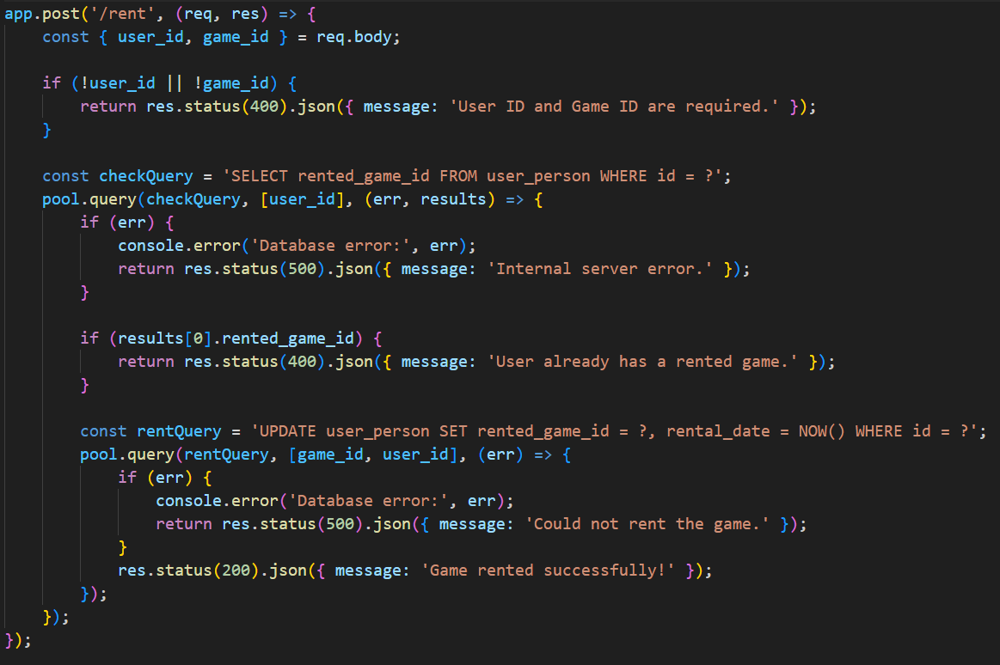 app.post('/rent', (req, res) => {
    const { user_id, game_id } = req.body;

    if (!user_id || !game_id) {
        return res.status(400).json({ message: 'User ID and Game ID are required.' });
    }

    const checkQuery = 'SELECT rented_game_id FROM user_person WHERE id = ?';
    pool.query(checkQuery, [user_id], (err, results) => {
        if (err) {
            console.error('Database error:', err);
            return res.status(500).json({ message: 'Internal server error.' });
        }

        if (results[0].rented_game_id) {
            return res.status(400).json({ message: 'User already has a rented game.' });
        }

        const rentQuery = 'UPDATE user_person SET rented_game_id = ?, rental_date = NOW() WHERE id = ?';
        pool.query(rentQuery, [game_id, user_id], (err) => {
            if (err) {
                console.error('Database error:', err);
                return res.status(500).json({ message: 'Could not rent the game.' });
            }
            res.status(200).json({ message: 'Game rented successfully!' });
        });
    });
});